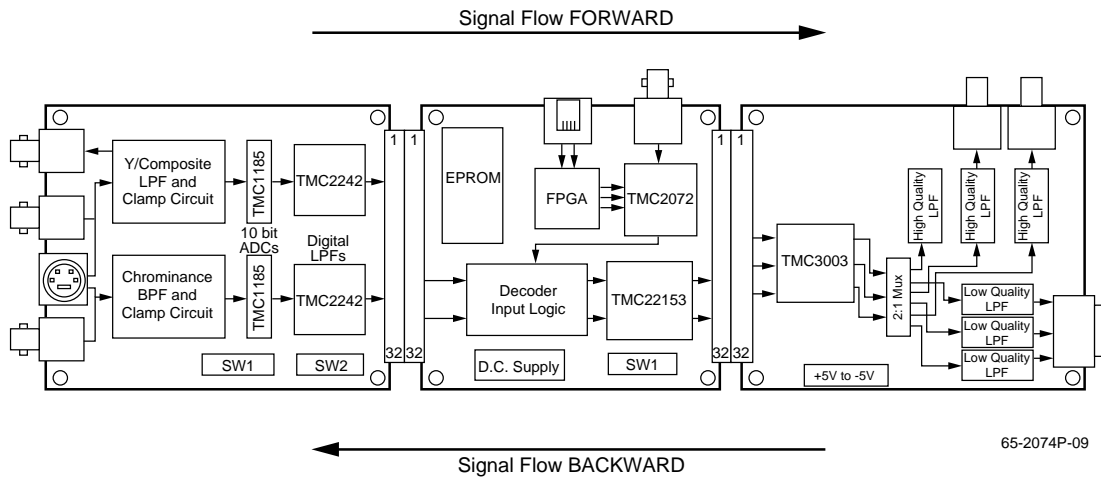 Signal Flow FORWARD
Y/Composite
LPF and
Clamp Circuit
TMC1185
TMC2242
10 bit
ADCs
Digital
LPFs
Chrominance
BPF and
Clamp Circuit
TMC1185
TMC2242
SW1
SW2
1
1
32
32
EPROM
FPGA
TMC2072
Decoder
Input Logic
TMC22153
D.C. Supply
SW1
1
1
32
32
TMC3003
2:1 Mux
High Quality
LPF
High Quality
LPF
High Quality
LPF
Low Quality
LPF
Low Quality
LPF
Low Quality
LPF
+5V to -5V
65-2074P-09
Signal Flow BACKWARD